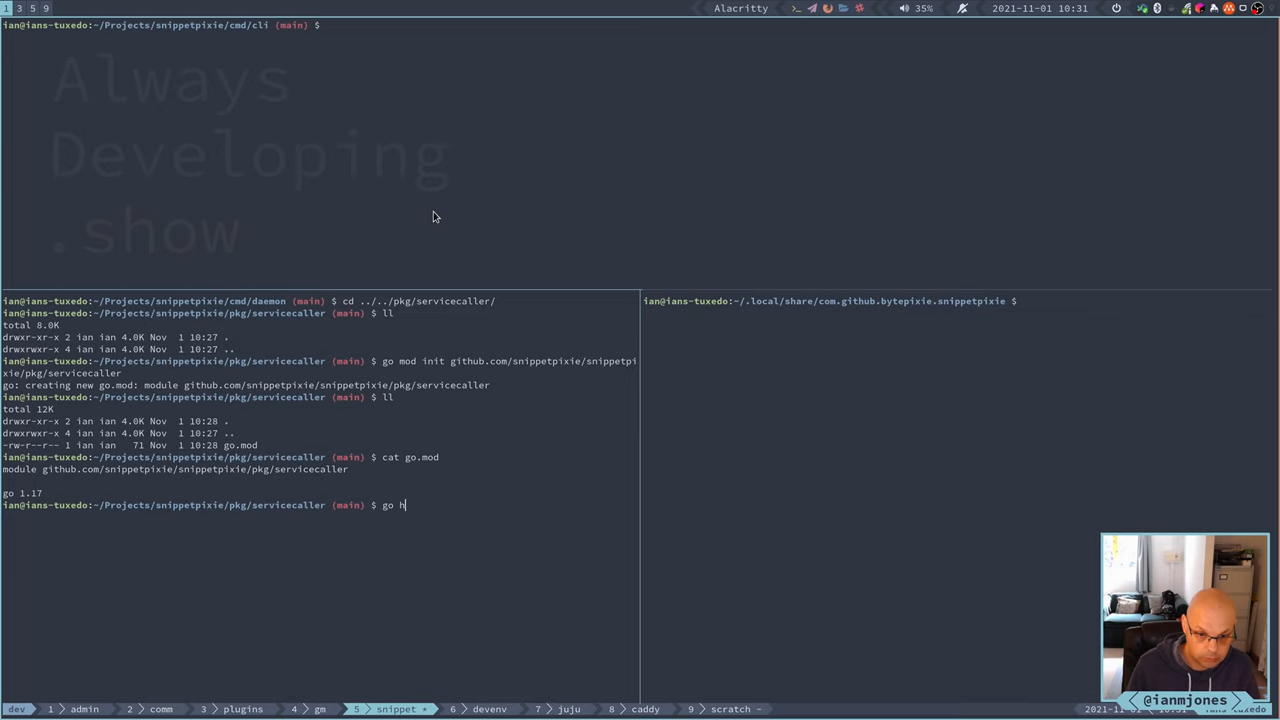 1 3 5 9
Alacritty
35%
2021-11-01 10:31
ian@ians-tuxedo:~/Projects/snippetpixie/cmd/cli (main) $
Always
Developing
.show
ian@ians-tuxedo:~/Projects/snippetpixie/cmd/daemon (main) $ cd ../../pkg/servicecaller/
ian@ians-tuxedo:~/Projects/snippetpixie/pkg/servicecaller (main) $ ll
total 8.0K
drwxr-xr-x 2 ian ian 4.0K Nov  1 10:27 .
drwxrwxr-x 4 ian ian 4.0K Nov  1 10:27 ..
ian@ians-tuxedo:~/Projects/snippetpixie/pkg/servicecaller (main) $ go mod init github.com/snippetpixie/snippetpi
xie/pkg/servicecaller
go: creating new go.mod: module github.com/snippetpixie/snippetpixie/pkg/servicecaller
ian@ians-tuxedo:~/Projects/snippetpixie/pkg/servicecaller (main) $ ll
total 12K
drwxr-xr-x 2 ian ian 4.0K Nov  1 10:28 .
drwxrwxr-x 4 ian ian 4.0K Nov  1 10:27 ..
-rw-r--r-- 1 ian ian   71 Nov  1 10:28 go.mod
ian@ians-tuxedo:~/Projects/snippetpixie/pkg/servicecaller (main) $ cat go.mod
module github.com/snippetpixie/snippetpixie/pkg/servicecaller
go 1.17
ian@ians-tuxedo:~/Projects/snippetpixie/pkg/servicecaller (main) $ go h
ian@ians-tuxedo:~/.local/share/com.github.bytepixie.snippetpixie $
@ianmjones
dev 1 admin 2 comm 3 plugins 4 gm 5 snippet * 6 devenv 7 juju 8 caddy 9 scratch -